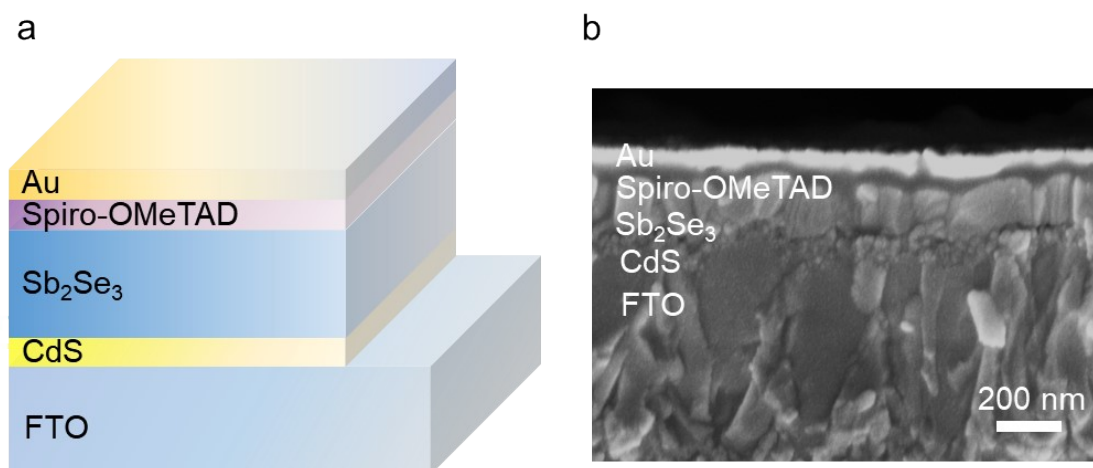 a
Au
Spiro-OMeTAD
Sb₂Se₃
CdS
FTO
b
Au
Spiro-OMeTAD
Sb₂Se₃
CdS
FTO
200 nm